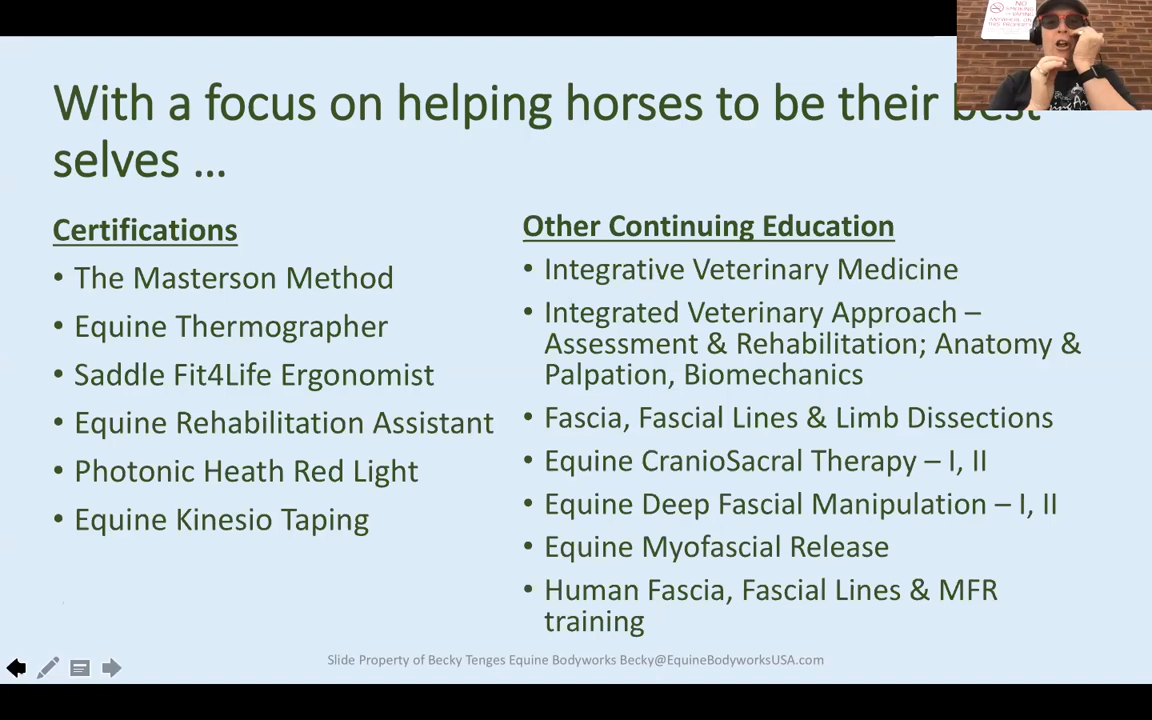 NO
SMOKING
With a focus on helping horses to be their best
selves ...
Certifications
• The Masterson Method
• Equine Thermographer
• Saddle Fit4Life Ergonomist
• Equine Rehabilitation Assistant
• Photonic Heath Red Light
• Equine Kinesio Taping
Other Continuing Education
• Integrative Veterinary Medicine
• Integrated Veterinary Approach –
Assessment & Rehabilitation; Anatomy &
Palpation, Biomechanics
• Fascia, Fascial Lines & Limb Dissections
• Equine CranioSacral Therapy – I, II
• Equine Deep Fascial Manipulation – I, II
• Equine Myofascial Release
• Human Fascia, Fascial Lines & MFR
training
Slide Property of Becky Tenges Equine Bodyworks Becky@EquineBodyworksUSA.com